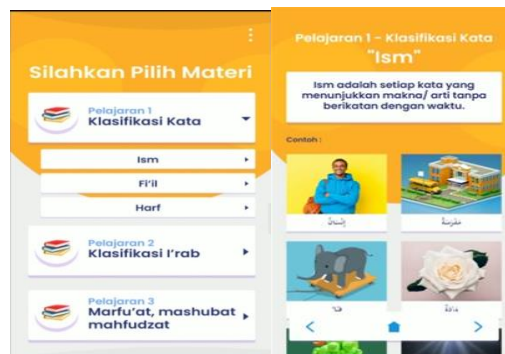 Silahkan Pilih Materi
Pelajaran 1
Klasifikasi Kata
Ism
Fi'il
Harf
Pelajaran 2
Klasifikasi I'rab
Pelajaran 3
Marfu'at, mashubat
mahfudzat
Pelajaran 1 - Klasifikasi Kata
"Ism"
Ism adalah setiap kata yang
menunjukkan makna/ arti tanpa
berikatan dengan waktu.
Contoh :